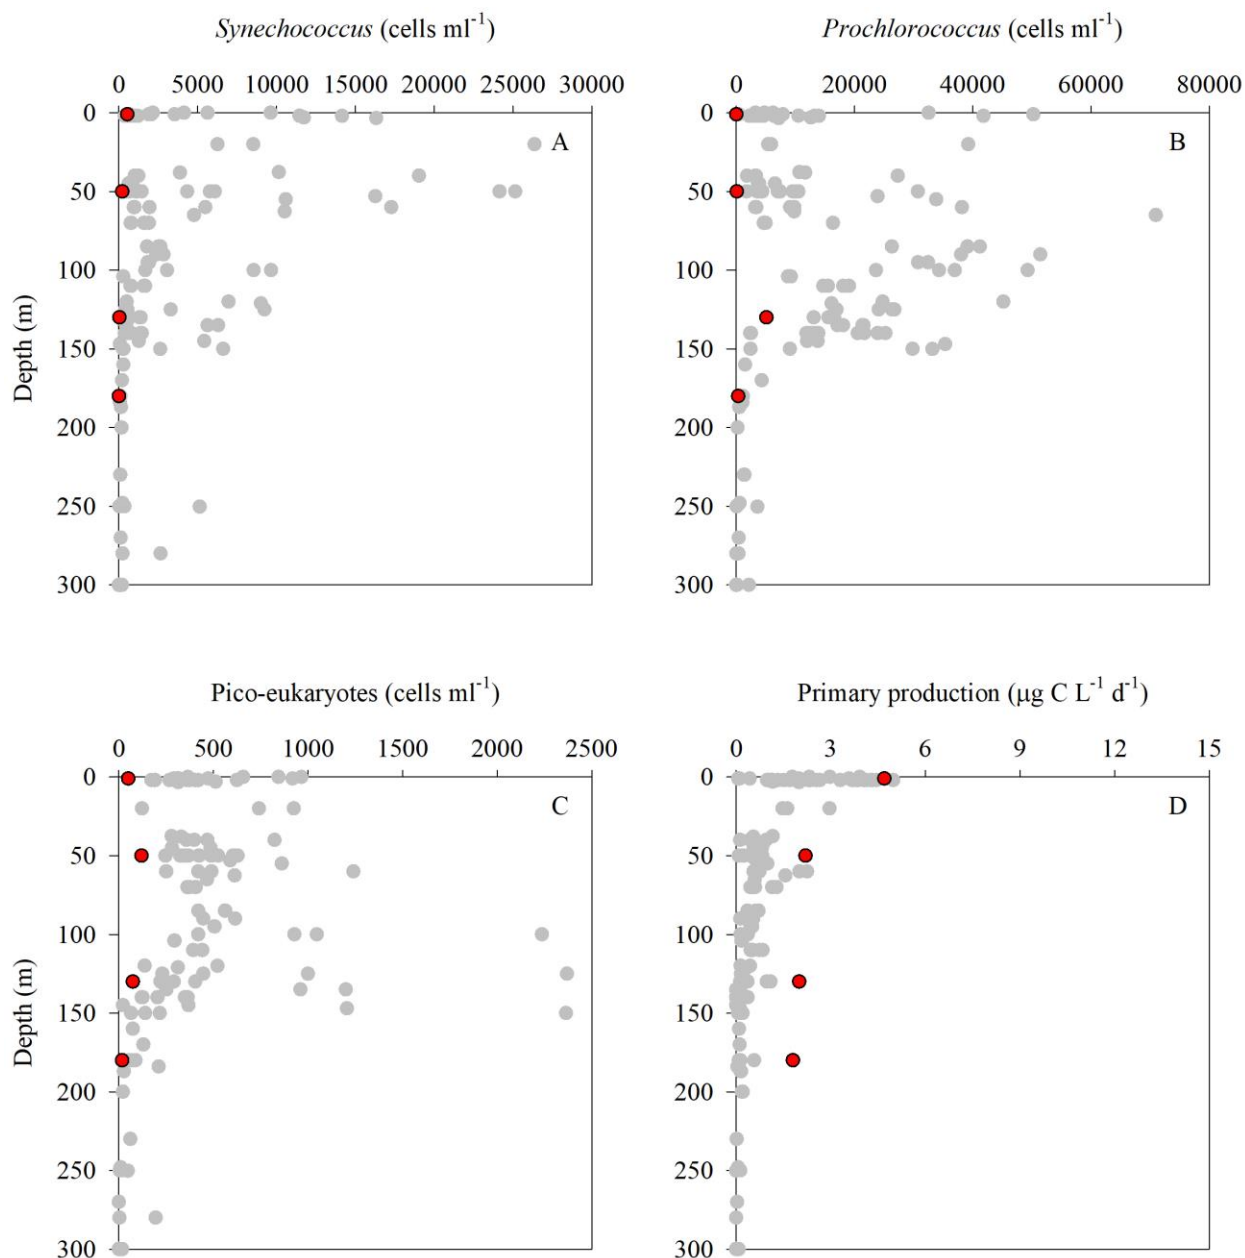 Synechococcus (cells ml⁻¹)
Prochlorococcus (cells ml⁻¹)
0 5000 10000 15000 20000 25000 30000
0 20000 40000 60000 80000
0
50
100
150
200
250
300
Depth (m)
A
0
50
100
150
200
250
300
B
Pico-eukaryotes (cells ml⁻¹)
Primary production (µg C L⁻¹ d⁻¹)
0 500 1000 1500 2000 2500
0 3 6 9 12 15
0
50
100
150
200
250
300
Depth (m)
C
0
50
100
150
200
250
300
D